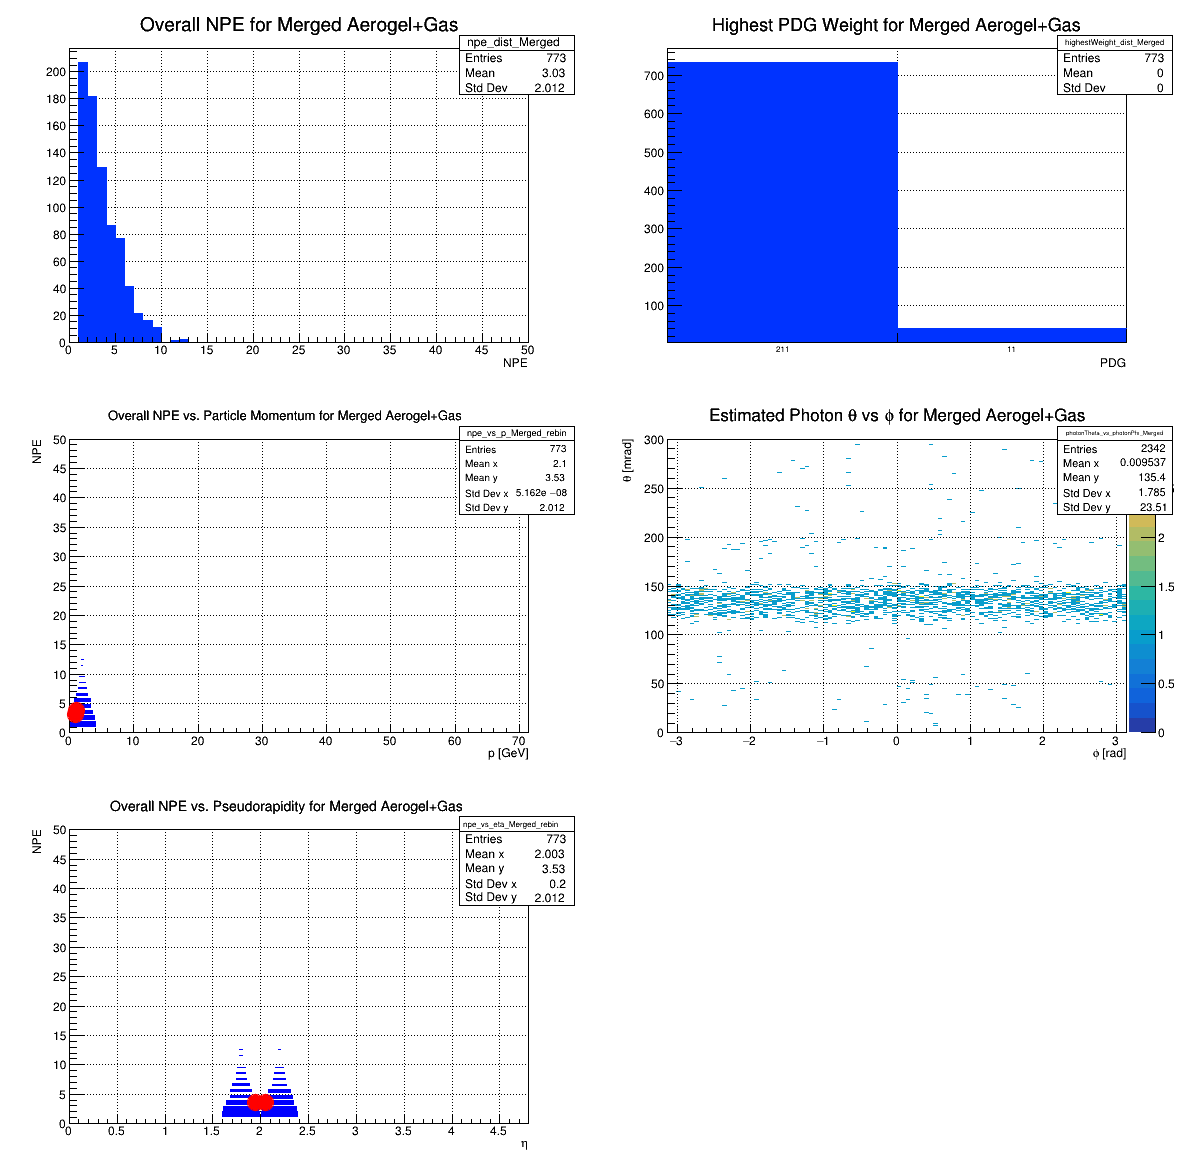 Overall NPE for Merged Aerogel+Gas
npe_dist_Merged
Entries 773
Mean 3.03
Std Dev 2.012
200
180
160
140
120
100
80
60
40
20
0
0 5 10 15 20 25 30 35 40 45 50
NPE
Highest PDG Weight for Merged Aerogel+Gas
highestWeight_dist_Merged
Entries 773
Mean 0
Std Dev 0
700
600
500
400
300
200
100
211 11
PDG
Overall NPE vs. Particle Momentum for Merged Aerogel+Gas
npe_vs_p_Merged_rebin
Entries 773
Mean x 2.1
Mean y 3.53
Std Dev x 5.162e −08
Std Dev y 2.012
NPE
50
45
40
35
30
25
20
15
10
5
0
0 10 20 30 40 50 60 70
p [GeV]
Estimated Photon θ vs ϕ for Merged Aerogel+Gas
photonTheta_vs_photonPhi_Merged
Entries 2342
Mean x 0.009537
Mean y 135.4
Std Dev x 1.785
Std Dev y 23.51
θ [mrad]
300
250
200
150
100
50
0
−3 −2 −1 0 1 2 3
ϕ [rad]
2
1.5
1
0.5
0
Overall NPE vs. Pseudorapidity for Merged Aerogel+Gas
npe_vs_eta_Merged_rebin
Entries 773
Mean x 2.003
Mean y 3.53
Std Dev x 0.2
Std Dev y 2.012
NPE
50
45
40
35
30
25
20
15
10
5
0
0 0.5 1 1.5 2 2.5 3 3.5 4 4.5
η